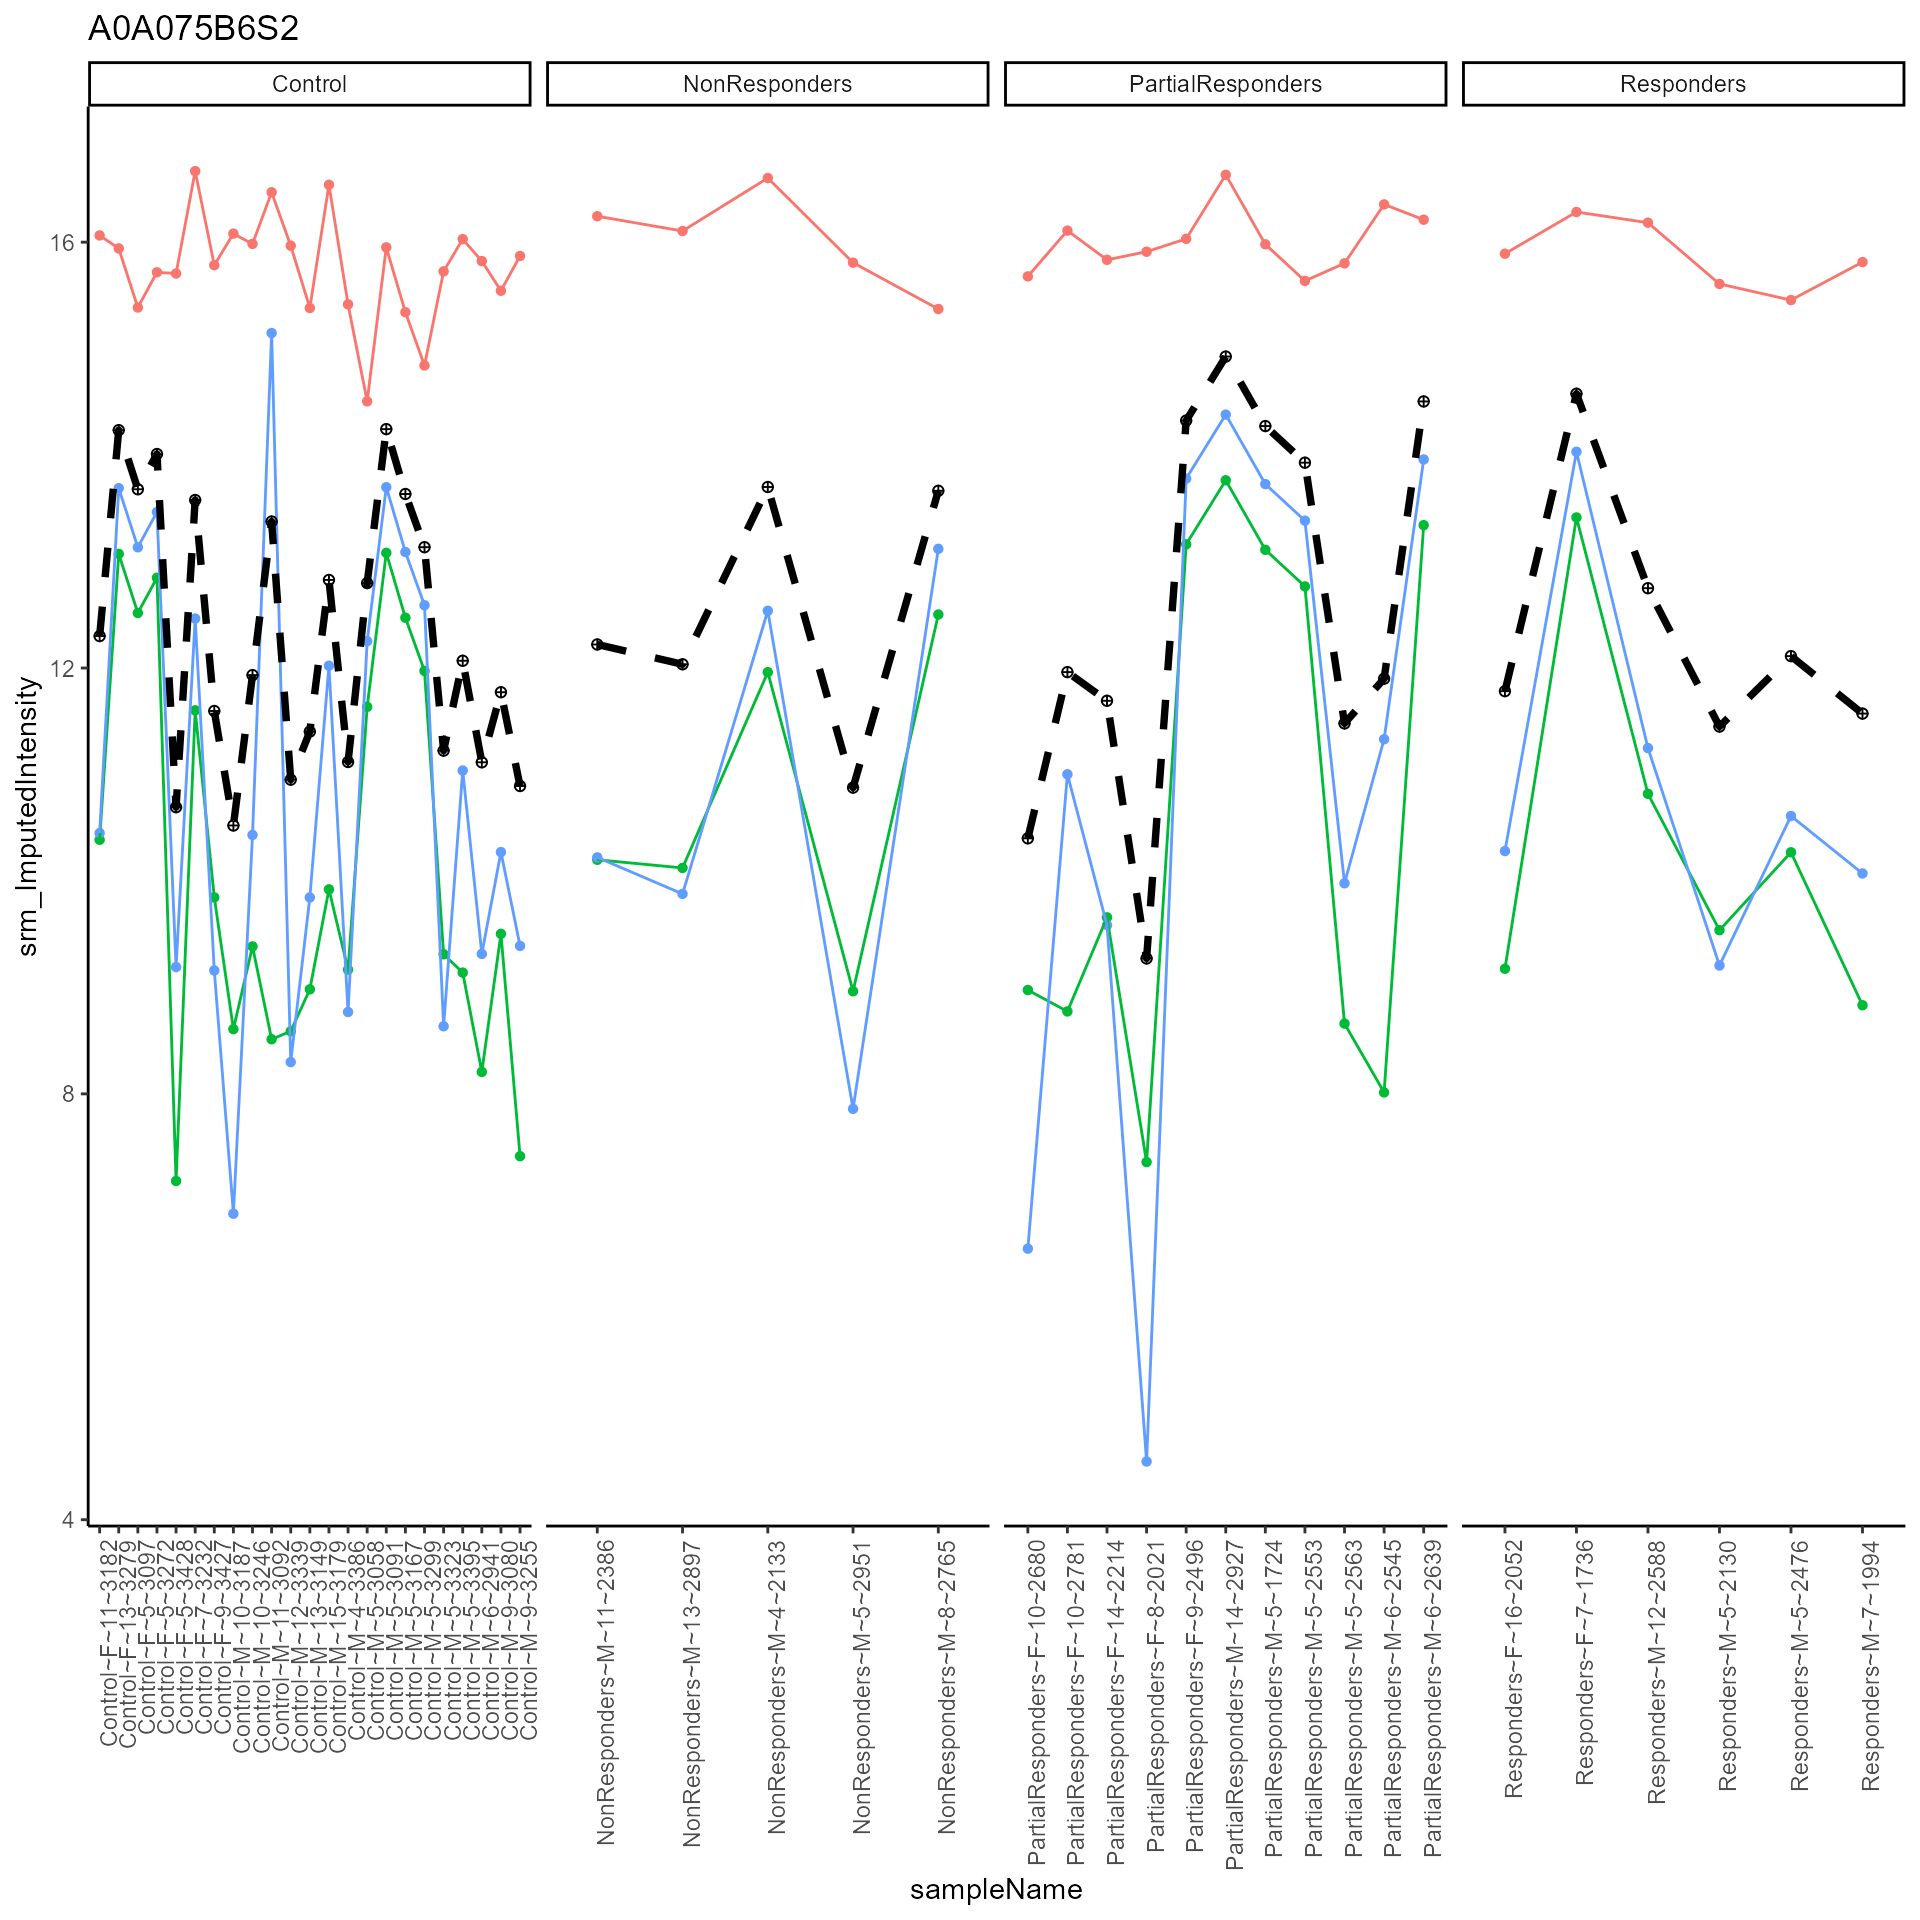 A0A075B6S2
Control
NonResponders
PartialResponders
Responders
srm_ImputedIntensity
16
12
8
4
Control~F~11~3182
Control~F~13~3279
Control~F~5~3097
Control~F~5~3272
Control~F~5~3428
Control~F~7~3232
Control~F~9~3427
Control~M~10~3187
Control~M~10~3246
Control~M~11~3092
Control~M~12~3339
Control~M~13~3149
Control~M~15~3179
Control~M~4~3386
Control~M~5~3058
Control~M~5~3091
Control~M~5~3167
Control~M~5~3299
Control~M~5~3323
Control~M~5~3395
Control~M~6~2941
Control~M~9~3080
Control~M~9~3255
NonResponders~M~11~2386
NonResponders~M~13~2897
NonResponders~M~4~2133
NonResponders~M~5~2951
NonResponders~M~8~2765
PartialResponders~F~10~2680
PartialResponders~F~10~2781
PartialResponders~F~14~2214
PartialResponders~F~8~2021
PartialResponders~F~9~2496
PartialResponders~M~14~2927
PartialResponders~M~5~1724
PartialResponders~M~5~2553
PartialResponders~M~5~2563
PartialResponders~M~6~2545
PartialResponders~M~6~2639
Responders~F~16~2052
Responders~F~7~1736
Responders~M~12~2588
Responders~M~5~2130
Responders~M~5~2476
Responders~M~7~1994
sampleName